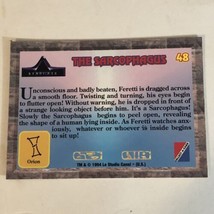 THE SARCOPHAGUS
48
Unconscious and badly beaten, Feretti is dragged across
a smooth floor. Twisting and turning, his eyes begin
to flutter open! Without warning, he is dropped in front of
a strange looking object before him. It's a Sarcophagus!
Slowly the Sarcophagus begins to peel open, revealing the
shape of a human lying inside. As Feretti watches anx-
iously, whatever or whoever is inside begins
to sit up!
Orion